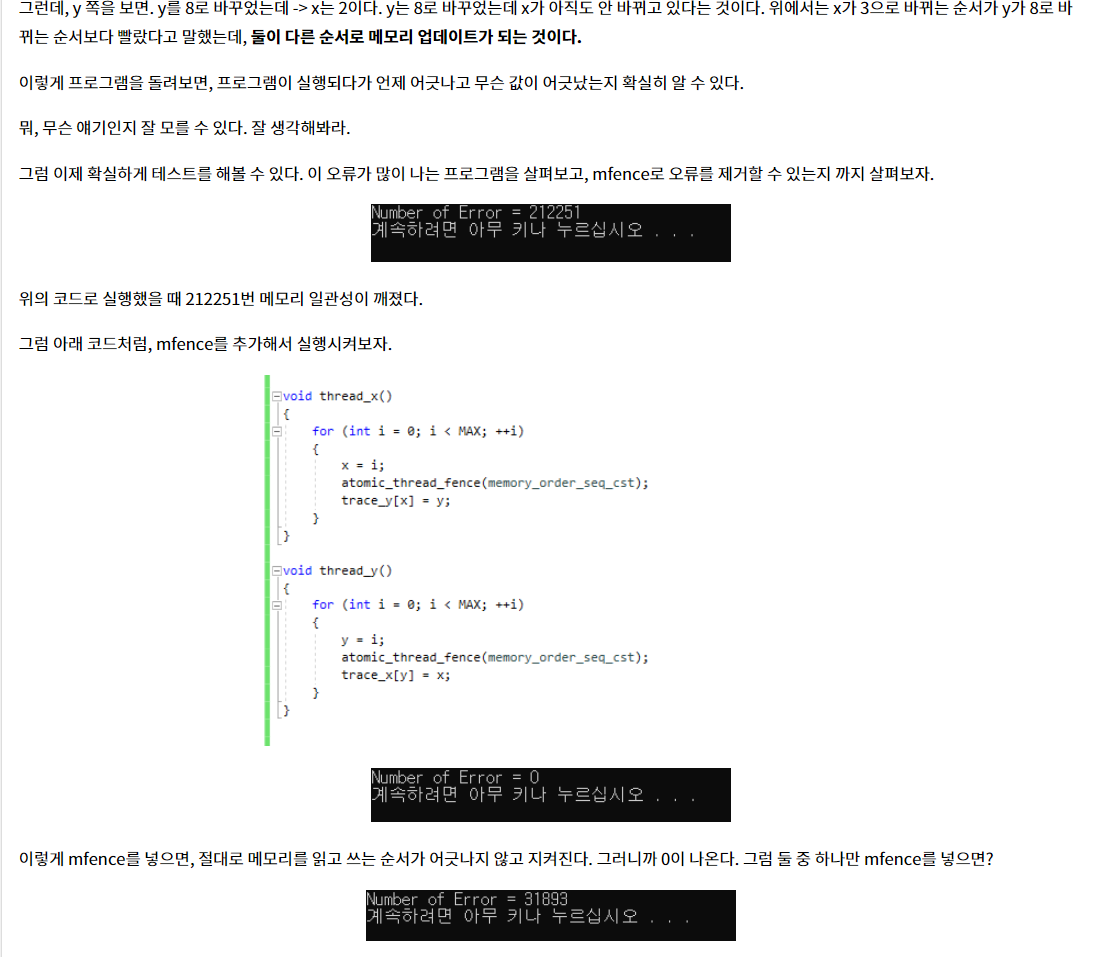 그런데, y 쪽을 보면. y를 8로 바꾸었는데 -> x는 2이다. y는 8로 바꾸었는데 x가 아직도 안 바뀌고 있다는 것이다. 위에서는 x가 3으로 바뀌는 순서가 y가 8로 바
뀌는 순서보다 빨랐다고 말했는데, 둘이 다른 순서로 메모리 업데이트가 되는 것이다.
이렇게 프로그램을 돌려보면, 프로그램이 실행되다가 언제 어긋나고 무슨 값이 어긋났는지 확실히 알 수 있다.
뭐, 무슨 얘기인지 잘 모를 수 있다. 잘 생각해봐라.
그럼 이제 확실하게 테스트를 해볼 수 있다. 이 오류가 많이 나는 프로그램을 살펴보고, mfence로 오류를 제거할 수 있는지 까지 살펴보자.
Number of Error = 212251
계속하려면 아무 키나 누르십시오 . . .
위의 코드로 실행했을 때 212251번 메모리 일관성이 깨졌다.
그럼 아래 코드처럼, mfence를 추가해서 실행시켜보자.
void thread_x()
{
for (int i = 0; i < MAX; ++i)
{
x = i;
atomic_thread_fence(memory_order_seq_cst);
trace_y[x] = y;
}
}
void thread_y()
{
for (int i = 0; i < MAX; ++i)
{
y = i;
atomic_thread_fence(memory_order_seq_cst);
trace_x[y] = x;
}
}
Number of Error = 0
계속하려면 아무 키나 누르십시오 . . .
이렇게 mfence를 넣으면, 절대로 메모리를 읽고 쓰는 순서가 어긋나지 않고 지켜진다. 그러니까 0이 나온다. 그럼 둘 중 하나만 mfence를 넣으면?
Number of Error = 31893
계속하려면 아무 키나 누르십시오 . . .